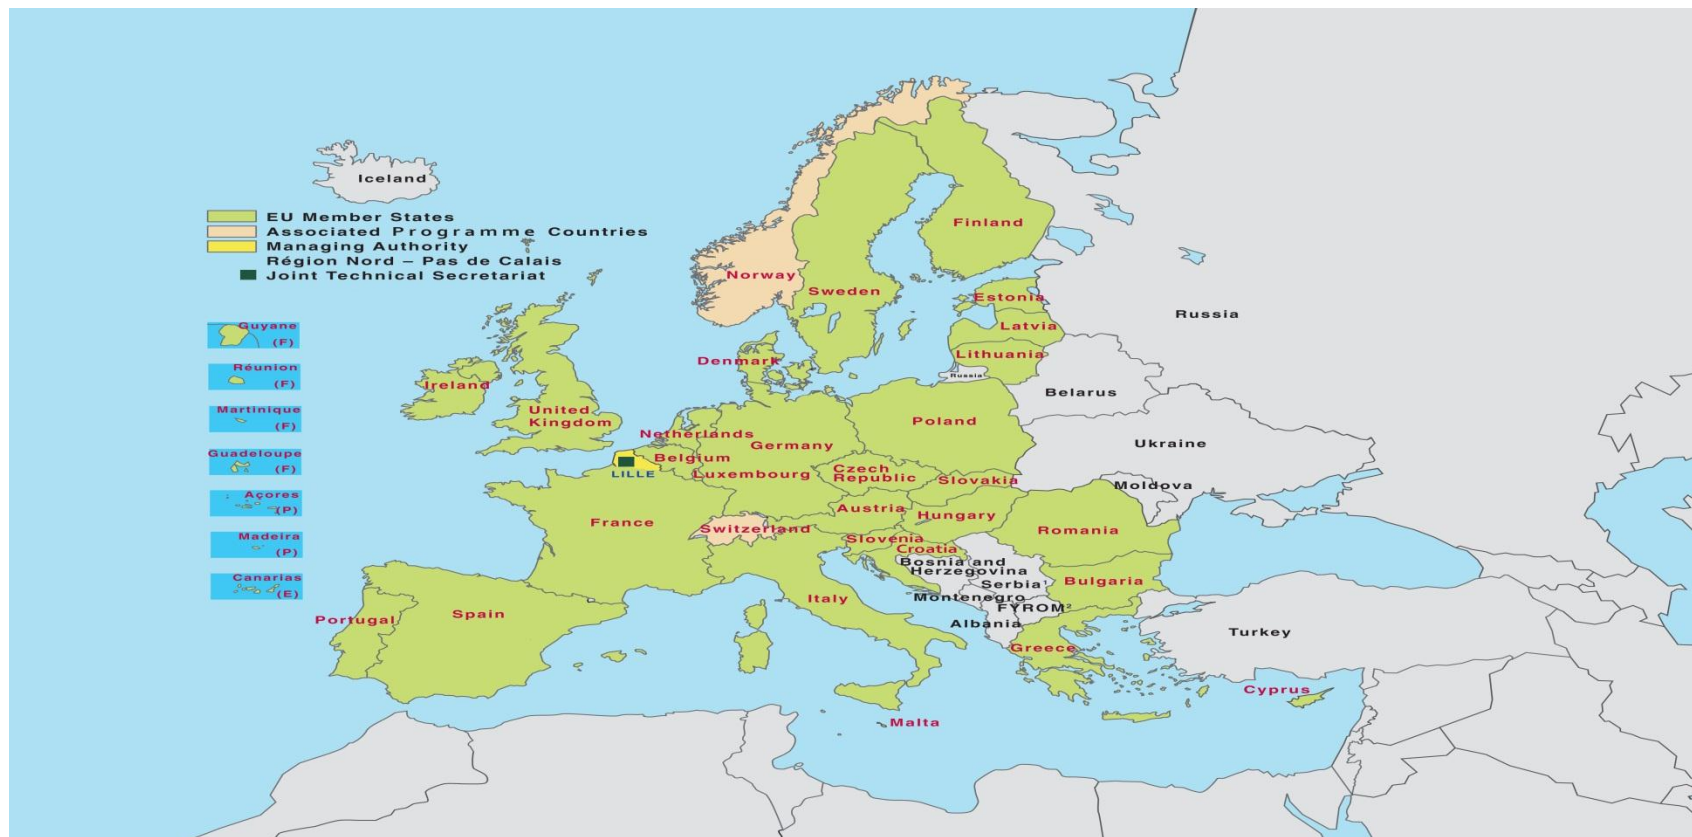 Iceland
EU Member States
Associated Programme Countries
Managing Authority
Région Nord – Pas de Calais
Joint Technical Secretariat
Guyane
(F)
Réunion
(F)
Martinique
(F)
Guadeloupe
(F)
Açores
(P)
Madeira
(P)
Canarias
(E)
Finland
Norway
Sweden
Estonia
Russia
Latvia
Lithuania
Denmark
Russia
Ireland
Belarus
United
Kingdom
Poland
Netherlands
Germany
Ukraine
Belgium
LILLE
Luxembourg
Czech
Republic
Slovakia
Moldova
Austria
Hungary
France
Switzerland
Romania
Slovenia
Croatia
Bosnia and
Herzegovina
Serbia¹
Bulgaria
Montenegro
Italy
FYROM²
Portugal
Spain
Albania
Turkey
Greece
Cyprus
Malta